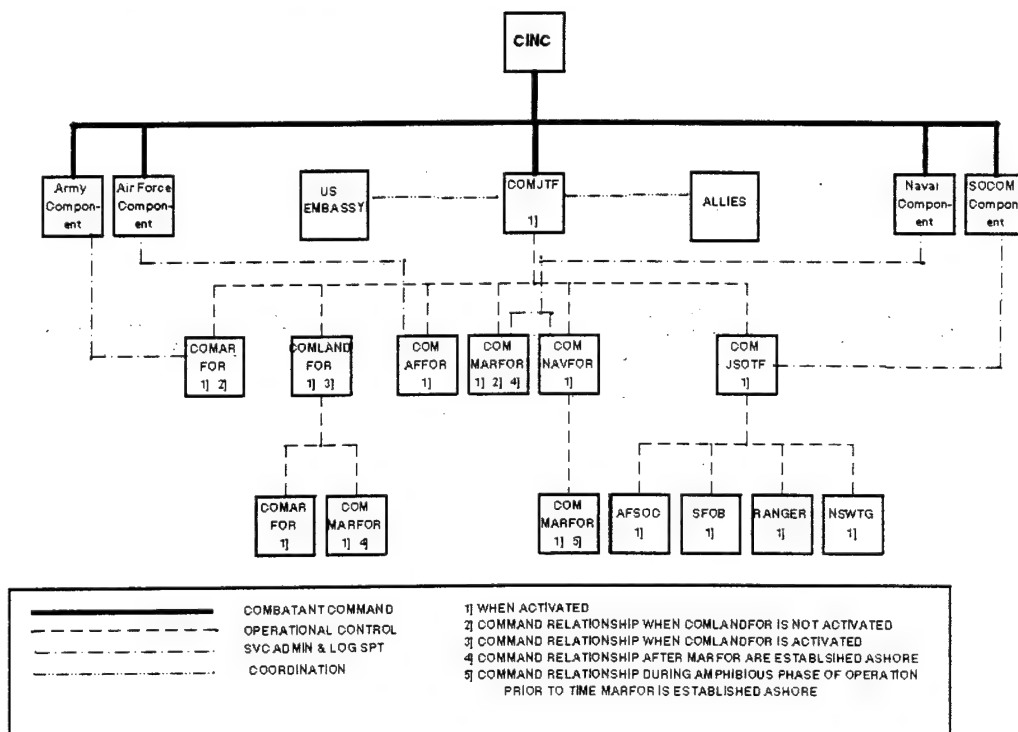 CINC
Army
Compon-
ent
Air Force
Compon-
ent
US
EMBASSY
COMJTF
1]
ALLIES
Naval
Compon-
ent
SOCOM
Compon-
ent
COMAR
FOR
1] 2]
COMLAND
FOR
1] 3]
COM
AFFOR
1]
COM
MARFOR
1] 2] 4]
COM
NAVFOR
1]
COM
JSOTF
1]
COMAR
FOR
1]
COM
MARFOR
1] 4]
COM
MARFOR
1] 5]
AFSOC
1]
SFOB
1]
RANGER
1]
NSWTG
1]
COMBATANT COMMAND
OPERATIONAL CONTROL
SVC ADMIN & LOG SPT
COORDINATION
1] WHEN ACTIVATED
2] COMMAND RELATIONSHIP WHEN COMLANDFOR IS NOT ACTIVATED
3] COMMAND RELATIONSHIP WHEN COMLANDFOR IS ACTIVATED
4] COMMAND RELATIONSHIP AFTER MARFOR ARE ESTABLSIHED ASHORE
5] COMMAND RELATIONSHIP DURING AMPHIBIOUS PHASE OF OPERATION
PRIOR TO TIME MARFOR IS ESTABLISHED ASHORE